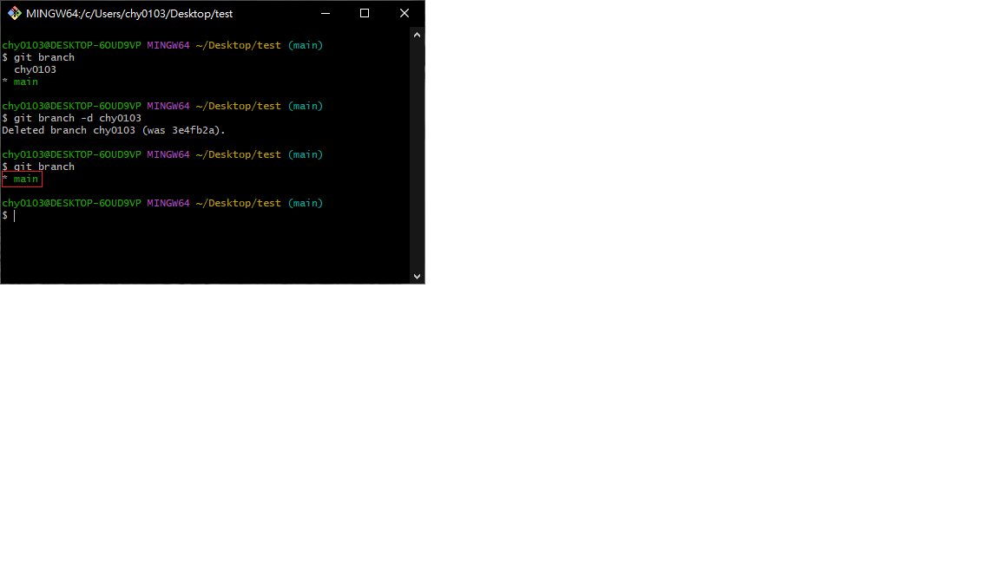 MINGW64:/c/Users/chy0103/Desktop/test
chy0103@DESKTOP-6OUD9VP MINGW64 ~/Desktop/test (main)
$ git branch
  chy0103
* main
chy0103@DESKTOP-6OUD9VP MINGW64 ~/Desktop/test (main)
$ git branch -d chy0103
Deleted branch chy0103 (was 3e4fb2a).
chy0103@DESKTOP-6OUD9VP MINGW64 ~/Desktop/test (main)
$ git branch
* main
chy0103@DESKTOP-6OUD9VP MINGW64 ~/Desktop/test (main)
$